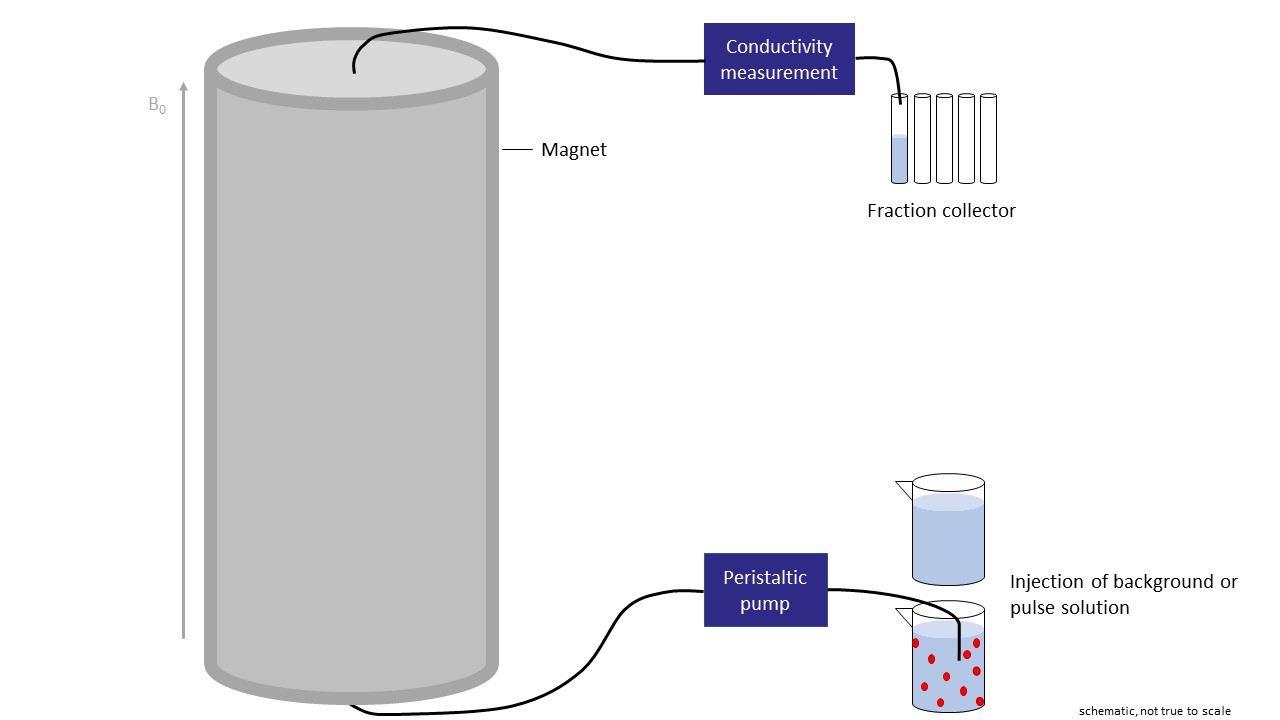 Conductivity
measurement
B₀
Magnet
Fraction collector
Peristaltic
pump
Injection of background or
pulse solution
schematic, not true to scale